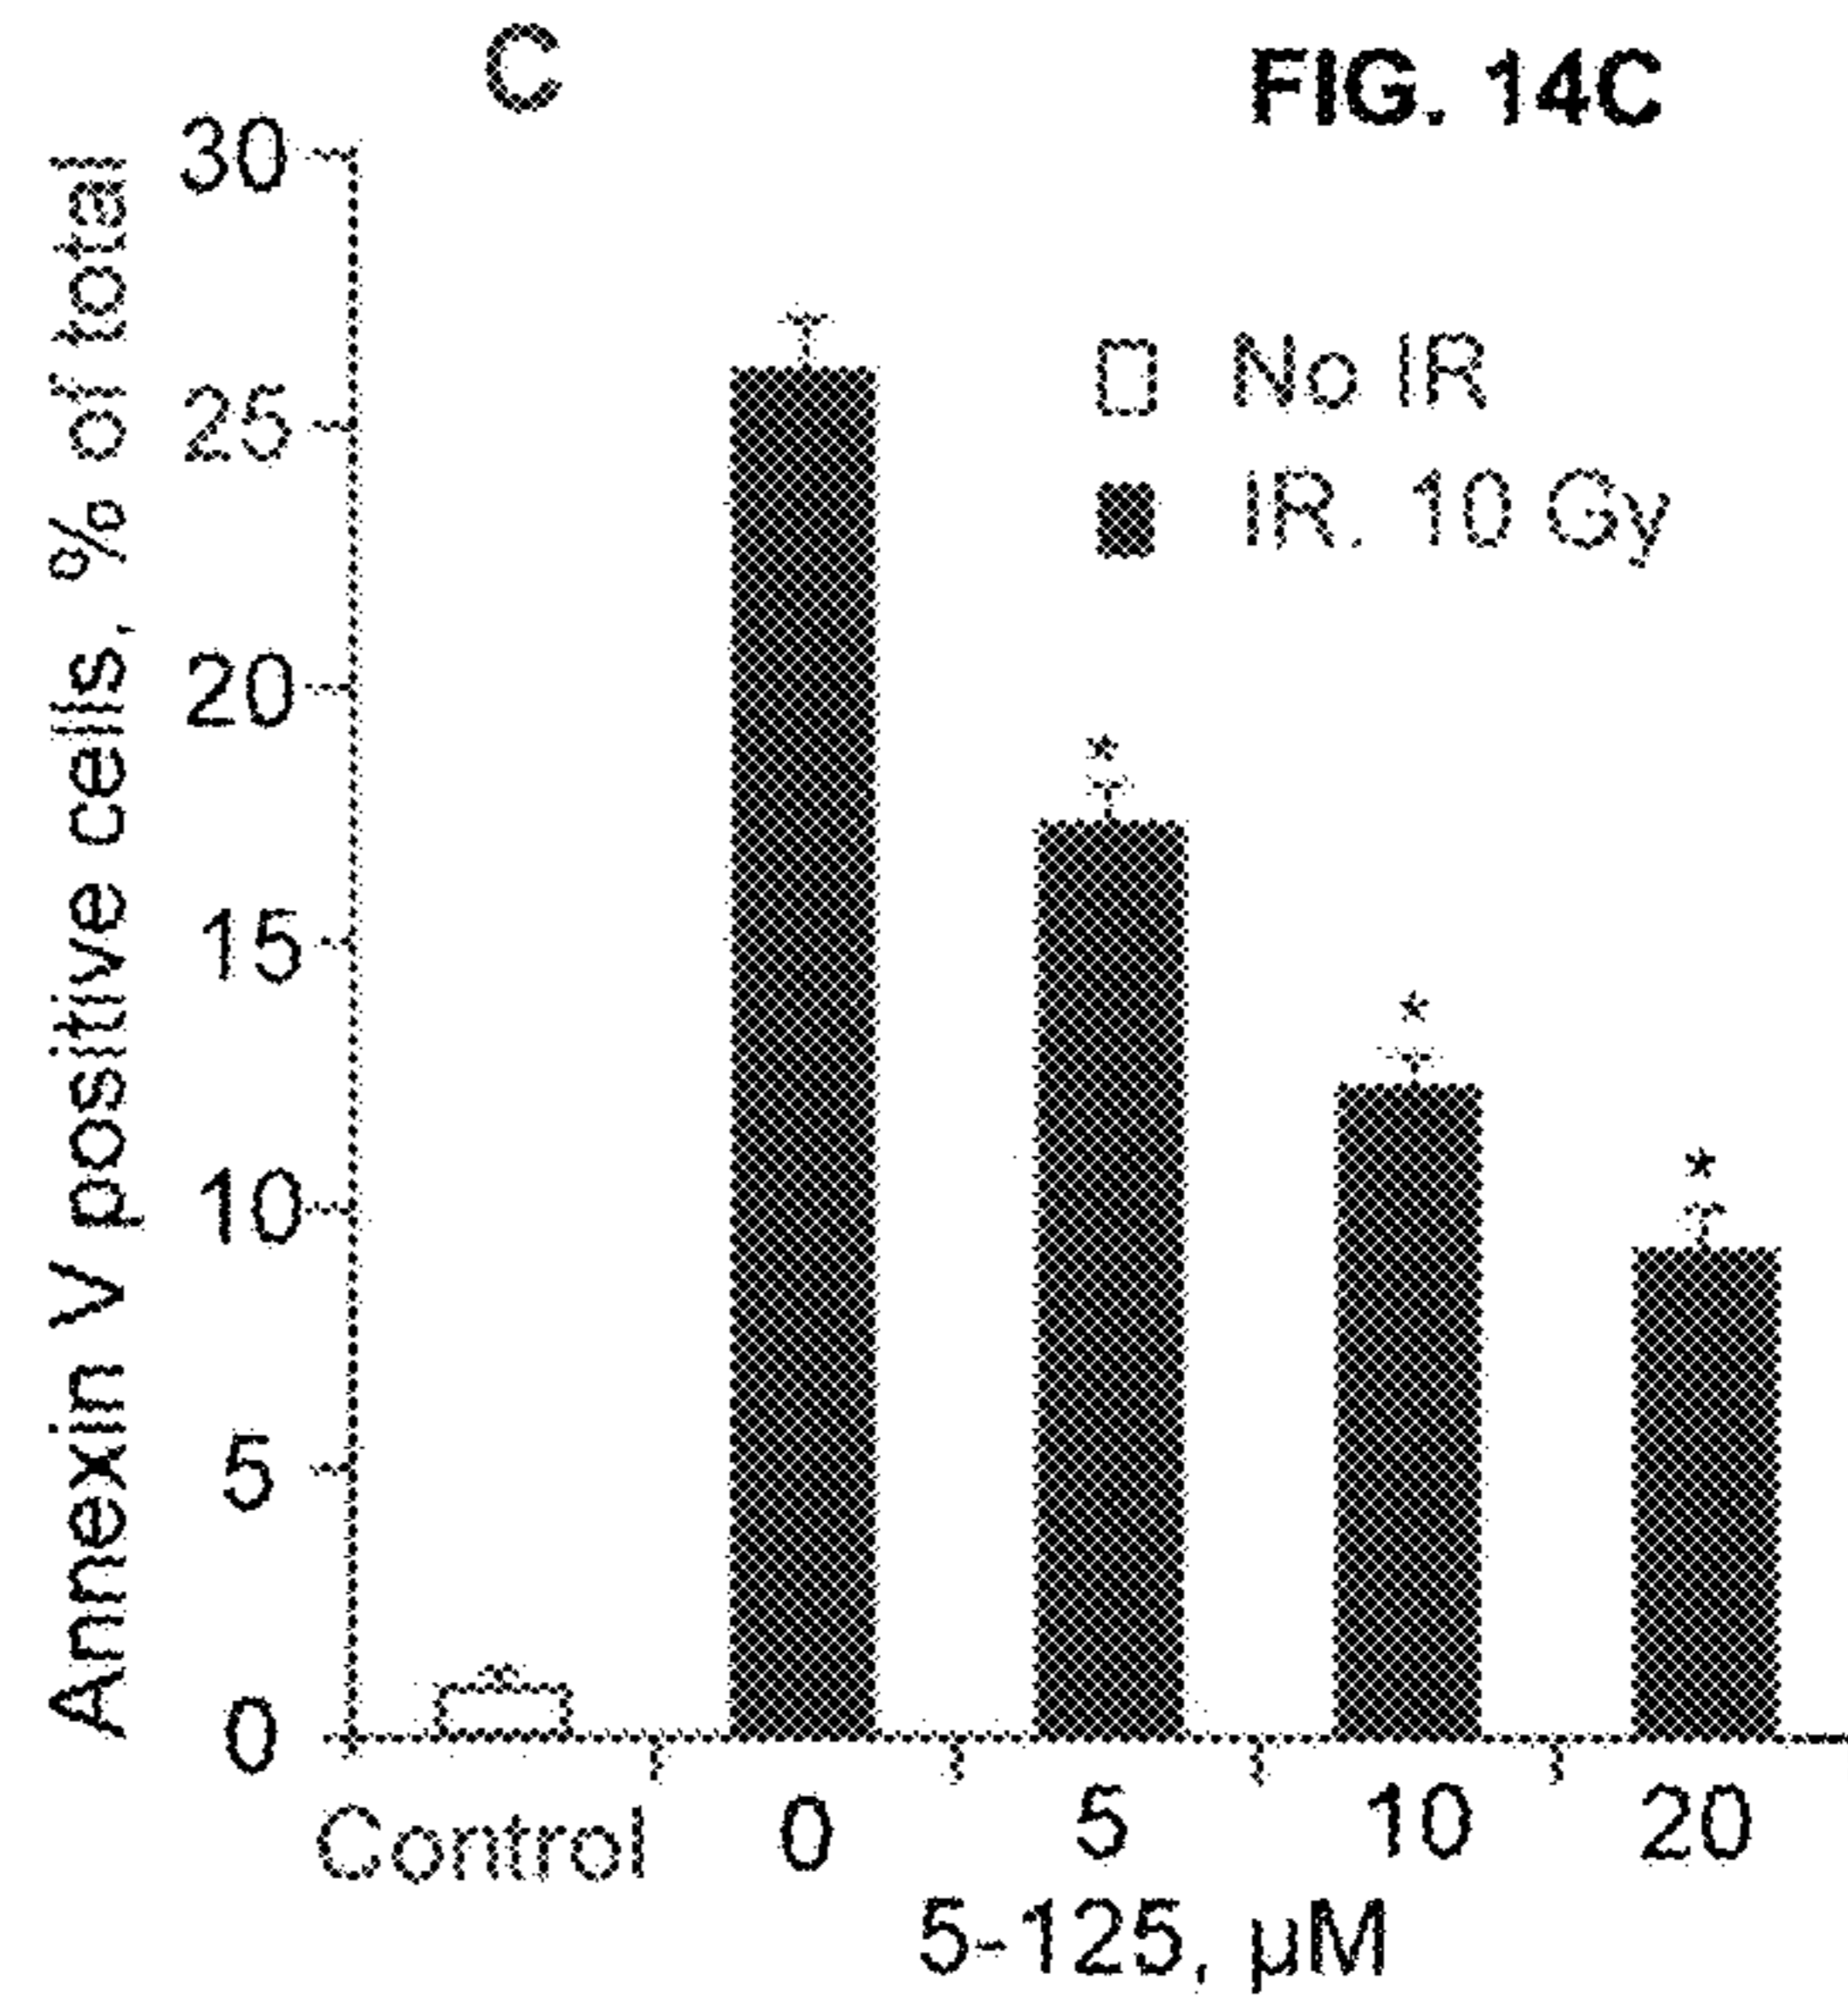 C
FIG. 14C
Annexin V positive cells, % of total
30
25
20
15
10
5
0
No IR
IR. 10 Gy
*
*
*
Control 0 5 10 20
5-125, µM